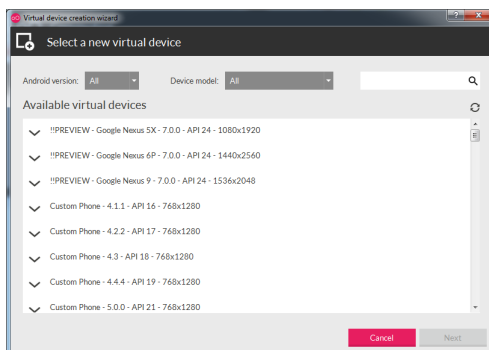 Virtual device creation wizard
Select a new virtual device
Android version: All Device model: All
Available virtual devices
!!PREVIEW - Google Nexus 5X - 7.0.0 - API 24 - 1080x1920
!!PREVIEW - Google Nexus 6P - 7.0.0 - API 24 - 1440x2560
!!PREVIEW - Google Nexus 9 - 7.0.0 - API 24 - 1536x2048
Custom Phone - 4.1.1 - API 16 - 768x1280
Custom Phone - 4.2.2 - API 17 - 768x1280
Custom Phone - 4.3 - API 18 - 768x1280
Custom Phone - 4.4.4 - API 19 - 768x1280
Custom Phone - 5.0.0 - API 21 - 768x1280
Cancel Next